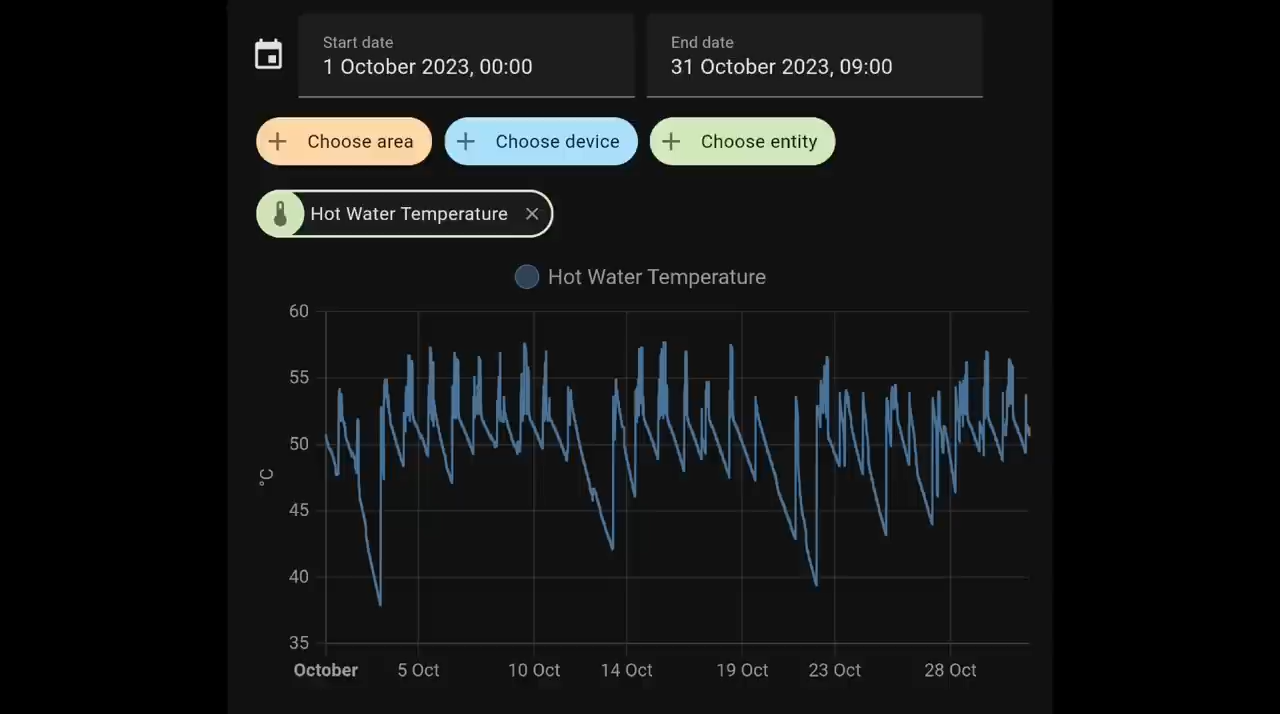 Start date
1 October 2023, 00:00
End date
31 October 2023, 09:00
Choose area
Choose device
Choose entity
Hot Water Temperature
Hot Water Temperature
60
55
50
45
40
35
°C
October 5 Oct 10 Oct 14 Oct 19 Oct 23 Oct 28 Oct